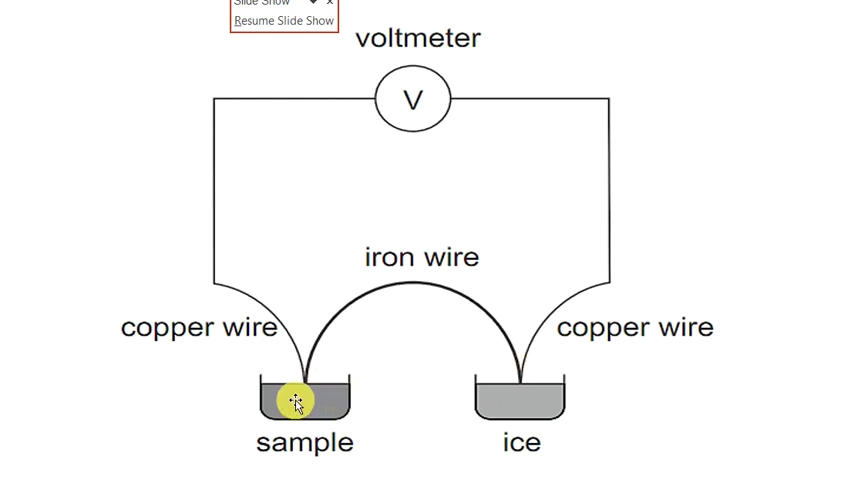 Slide Show
Resume Slide Show
voltmeter
V
iron wire
copper wire
copper wire
sample
ice